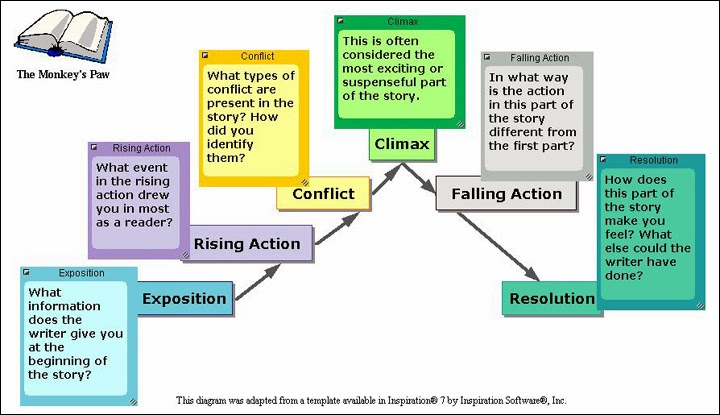 The Monkey's Paw
Exposition
What
information
does the
writer give you
at the
beginning of
the story?
Exposition
Rising Action
What event
in the rising
action drew
you in most
as a reader?
Rising Action
Conflict
What types of
conflict are
present in the
story? How
did you
identify
them?
Conflict
Climax
This is often
considered the
most exciting or
suspenseful part
of the story.
Climax
Falling Action
In what way
is the action
in this part of
the story
different from
the first part?
Falling Action
Resolution
How does
this part of
the story
make you
feel? What
else could the
writer have
done?
Resolution
This diagram was adapted from a template available in Inspiration® 7 by Inspiration Software®, Inc.